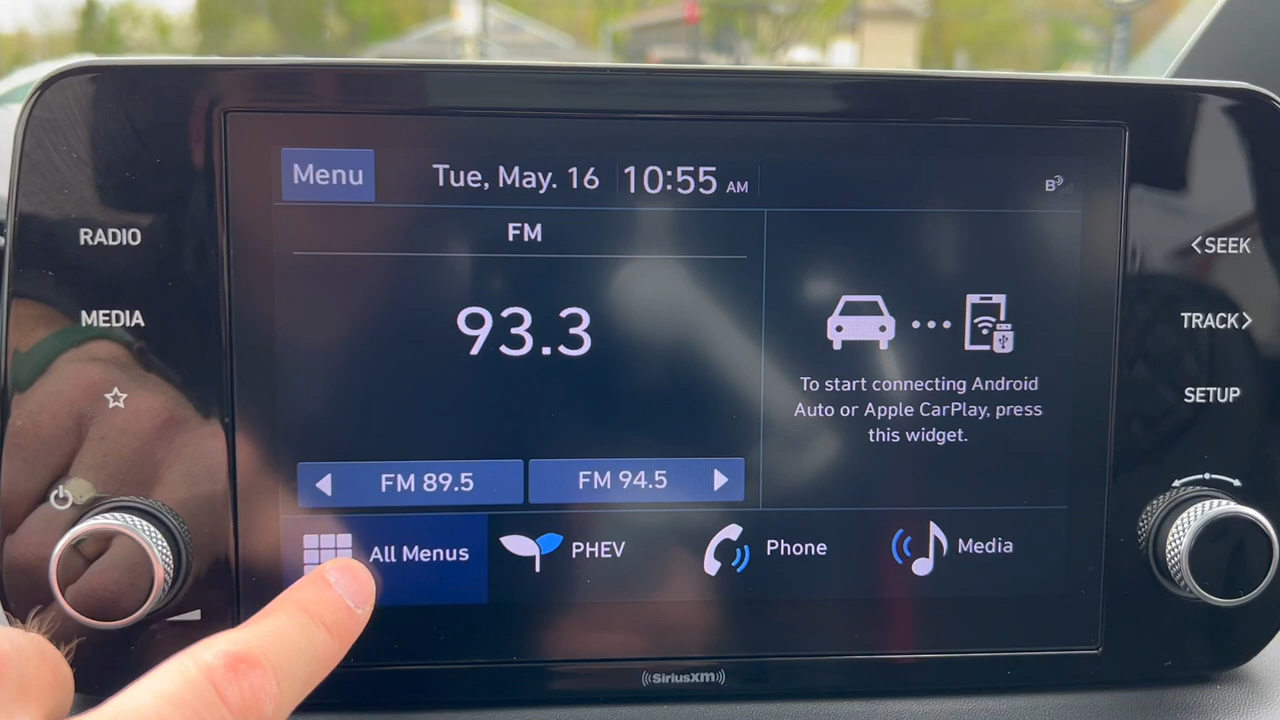 Menu
Tue, May. 16
10:55 AM
B
RADIO
MEDIA
FM
93.3
FM 89.5
FM 94.5
To start connecting Android
Auto or Apple CarPlay, press
this widget.
All Menus
PHEV
Phone
Media
<SEEK
TRACK>
SETUP
((SiriusXM))